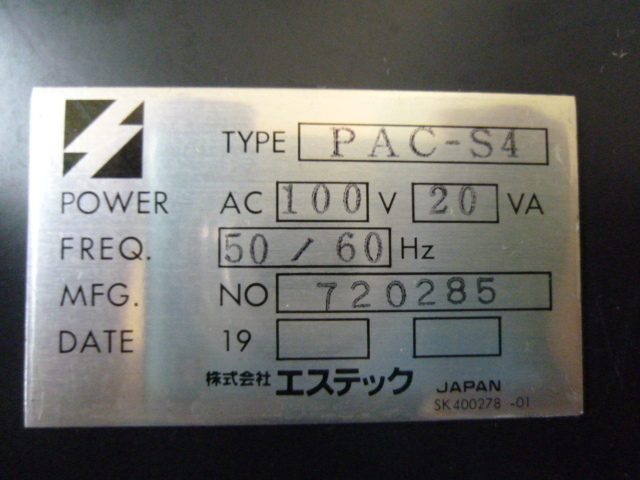 TYPE PAC-S4
POWER AC 100 V 20 VA
FREQ. 50/60 Hz
MFG. NO 720285
DATE 19
株式会社 エステック JAPAN
SK400278-01